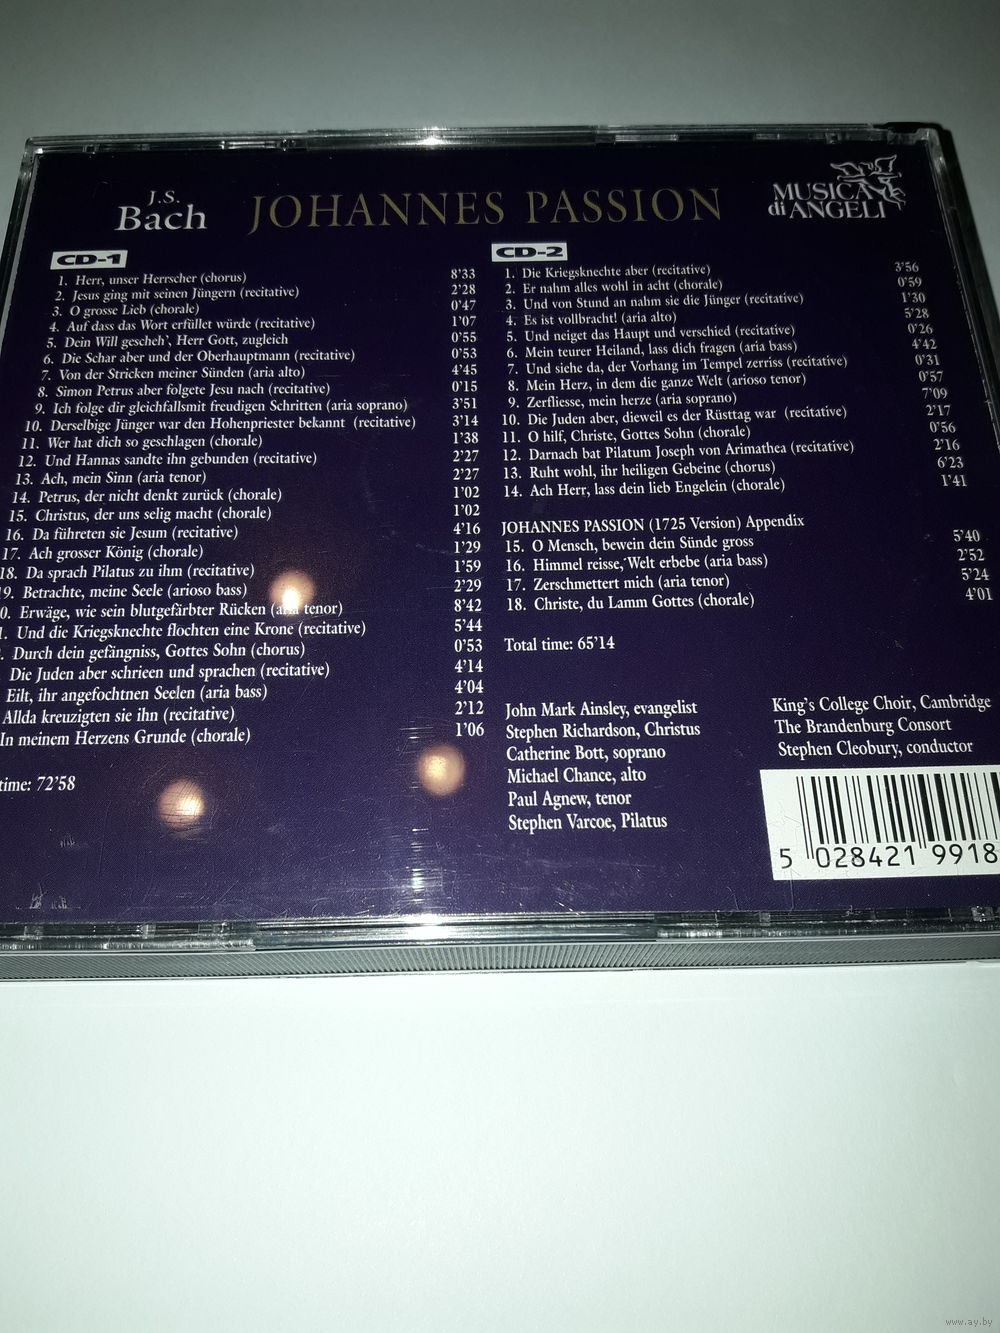 J.S.
Bach
JOHANNES PASSION
MUSICA
di ANGELI
CD-1
1. Herr, unser Herrscher (chorus) 8'33
2. Jesus ging mit seinen Jüngern (recitative) 2'28
3. O grosse Lieb (chorale) 0'47
4. Auf dass das Wort erfüllet würde (recitative) 1'07
5. Dein Will gescheh', Herr Gott, zugleich 0'55
6. Die Schar aber und der Oberhauptmann (recitative) 0'53
7. Von der Stricken meiner Sünden (aria alto) 4'45
8. Simon Petrus aber folgete Jesu nach (recitative) 0'15
9. Ich folge dir gleichfallsmit freudigen Schritten (aria soprano) 3'51
10. Derselbige Jünger war den Hohenpriester bekannt (recitative) 3'14
11. Wer hat dich so geschlagen (chorale) 1'38
12. Und Hannas sandte ihn gebunden (recitative) 2'27
13. Ach, mein Sinn (aria tenor) 2'27
14. Petrus, der nicht denkt zurück (chorale) 1'02
15. Christus, der uns selig macht (chorale) 1'02
16. Da führeten sie Jesum (recitative) 4'16
17. Ach grosser König (chorale) 1'29
18. Da sprach Pilatus zu ihm (recitative) 1'59
9. Betrachte, meine Seele (arioso bass) 2'29
0. Erwäge, wie sein blutgefärbter Rücken (aria tenor) 8'42
. Und die Kriegsknechte flochten eine Krone (recitative) 5'44
. Durch dein gefängniss, Gottes Sohn (chorus) 0'53
Die Juden aber schrieen und sprachen (recitative) 4'14
Eilt, ihr angefochtnen Seelen (aria bass) 4'04
Allda kreuzigten sie ihn (recitative) 2'12
In meinem Herzens Grunde (chorale) 1'06
time: 72'58
CD-2
1. Die Kriegsknechte aber (recitative) 3'56
2. Er nahm alles wohl in acht (chorale) 0'59
3. Und von Stund an nahm sie die Jünger (recitative) 1'30
4. Es ist vollbracht! (aria alto) 5'28
5. Und neiget das Haupt und verschied (recitative) 0'26
6. Mein teurer Heiland, lass dich fragen (aria bass) 4'42
7. Und siehe da, der Vorhang im Tempel zerriss (recitative) 0'31
8. Mein Herz, in dem die ganze Welt (arioso tenor) 0'57
9. Zerfliesse, mein herze (aria soprano) 7'09
10. Die Juden aber, dieweil es der Rüsttag war (recitative) 2'17
11. O hilf, Christe, Gottes Sohn (chorale) 0'56
12. Darnach bat Pilatum Joseph von Arimathea (recitative) 2'16
13. Ruht wohl, ihr heiligen Gebeine (chorus) 6'23
14. Ach Herr, lass dein lieb Engelein (chorale) 1'41
JOHANNES PASSION (1725 Version) Appendix
15. O Mensch, bewein dein Sünde gross 5'40
16. Himmel reisse, Welt erbebe (aria bass) 2'52
17. Zerschmettert mich (aria tenor) 5'24
18. Christe, du Lamm Gottes (chorale) 4'01
Total time: 65'14
John Mark Ainsley, evangelist
Stephen Richardson, Christus
Catherine Bott, soprano
Michael Chance, alto
Paul Agnew, tenor
Stephen Varcoe, Pilatus
King's College Choir, Cambridge
The Brandenburg Consort
Stephen Cleobury, conductor
5 028421 9918
www.ay.by